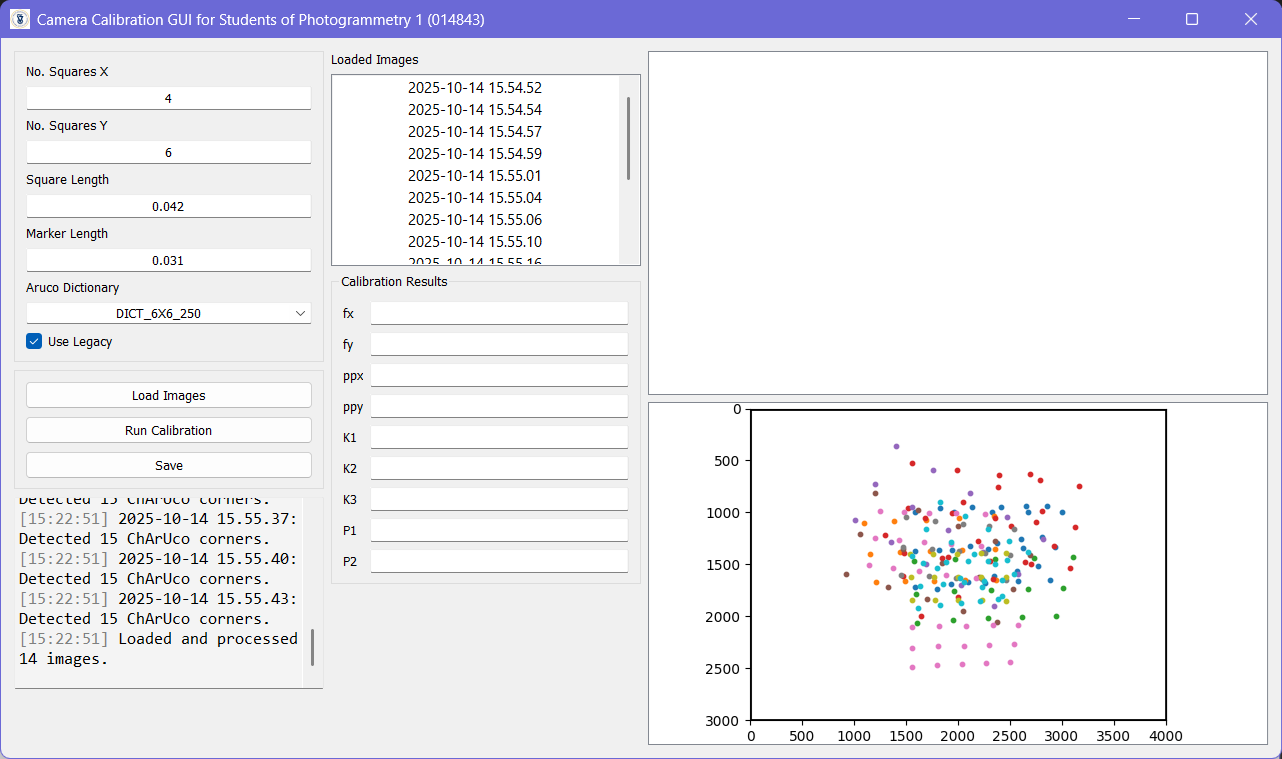 Camera Calibration GUI for Students of Photogrammetry 1 (014843)
No. Squares X
4
No. Squares Y
6
Square Length
0.042
Marker Length
0.031
Aruco Dictionary
DICT_6X6_250
Use Legacy
Load Images
Run Calibration
Save
Detected 15 ChArUco corners.
[15:22:51] 2025-10-14 15.55.37:
Detected 15 ChArUco corners.
[15:22:51] 2025-10-14 15.55.40:
Detected 15 ChArUco corners.
[15:22:51] 2025-10-14 15.55.43:
Detected 15 ChArUco corners.
[15:22:51] Loaded and processed
14 images.
Loaded Images
2025-10-14 15.54.52
2025-10-14 15.54.54
2025-10-14 15.54.57
2025-10-14 15.54.59
2025-10-14 15.55.01
2025-10-14 15.55.04
2025-10-14 15.55.06
2025-10-14 15.55.10
2025-10-14 15.55.16
Calibration Results
fx
fy
ppx
ppy
K1
K2
K3
P1
P2
0
500
1000
1500
2000
2500
3000
0 500 1000 1500 2000 2500 3000 3500 4000